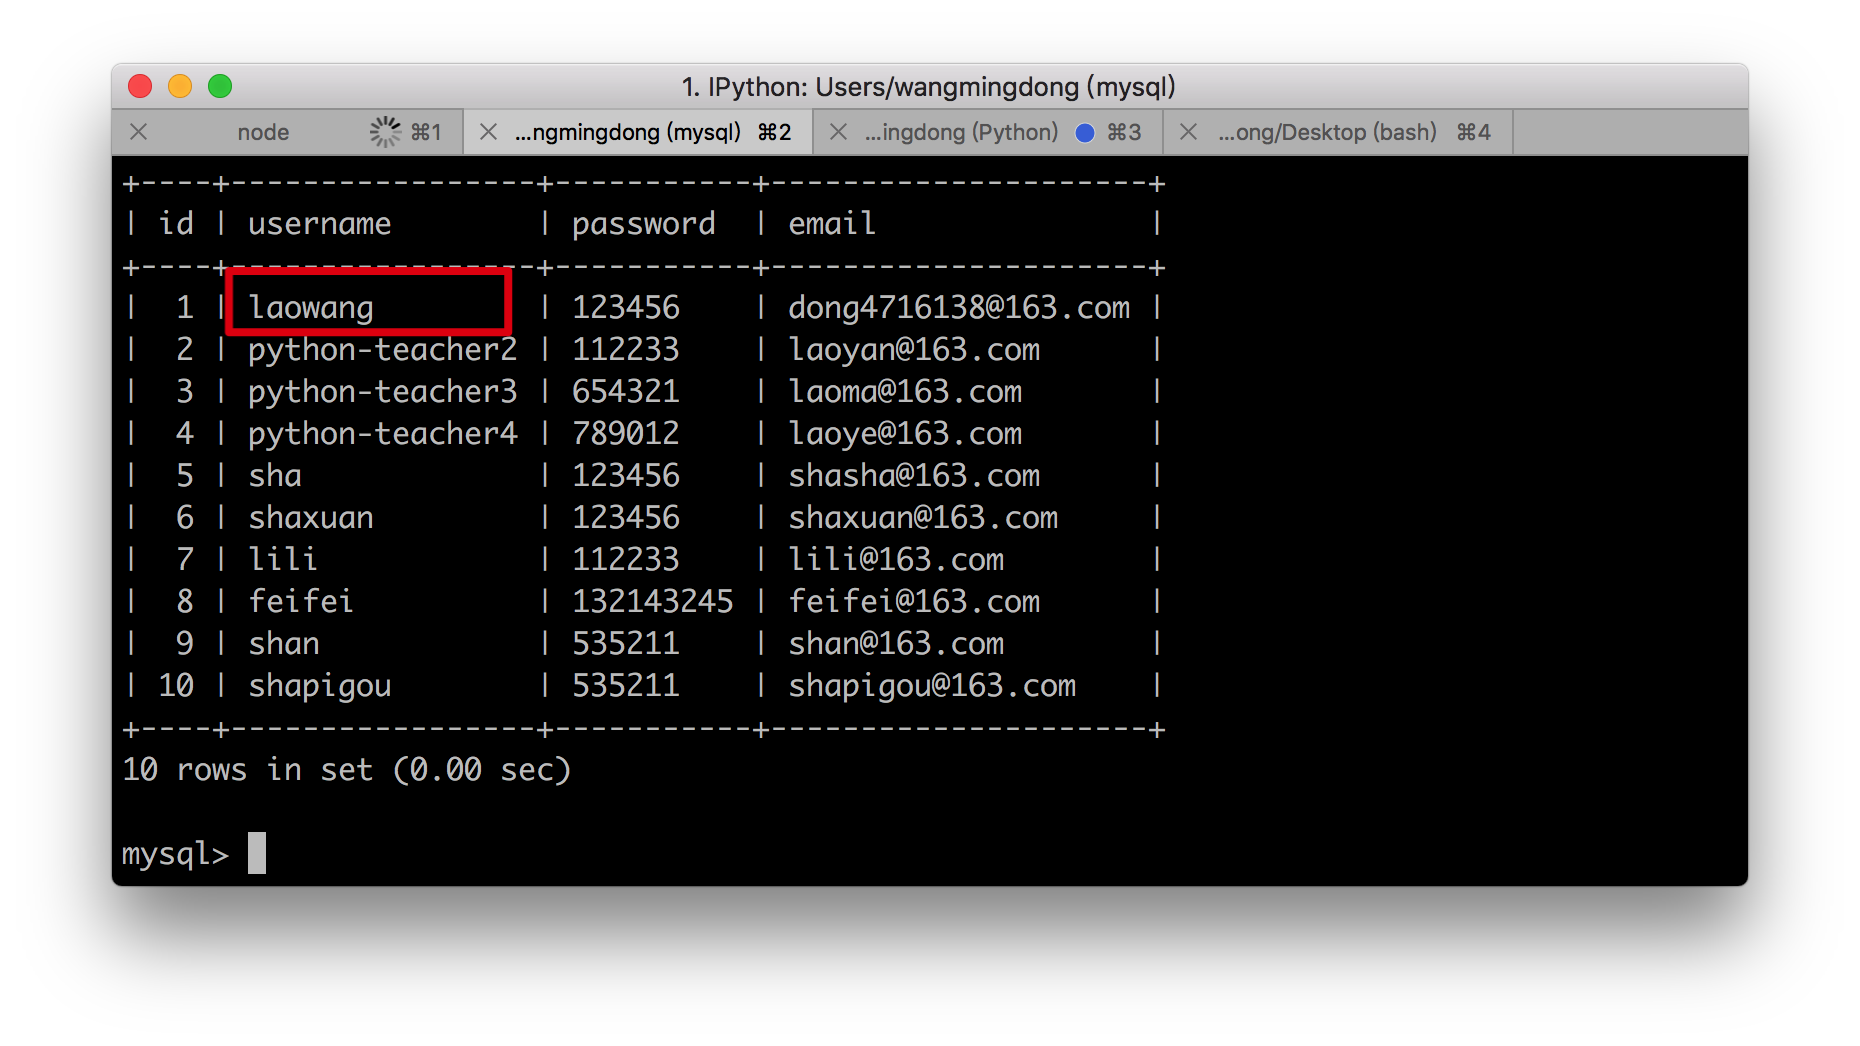 1. IPython: Users/wangmingdong (mysql)
node ⌘1 ...ngmingdong (mysql) ⌘2 ...ingdong (Python) ⌘3 ...ong/Desktop (bash) ⌘4
+----+-----------------+-----------+---------------------+
| id | username        | password  | email               |
+----+-----------------+-----------+---------------------+
|  1 | laowang         | 123456    | dong4716138@163.com |
|  2 | python-teacher2 | 112233    | laoyan@163.com      |
|  3 | python-teacher3 | 654321    | laoma@163.com       |
|  4 | python-teacher4 | 789012    | laoye@163.com       |
|  5 | sha             | 123456    | shasha@163.com      |
|  6 | shaxuan         | 123456    | shaxuan@163.com     |
|  7 | lili            | 112233    | lili@163.com        |
|  8 | feifei          | 132143245 | feifei@163.com      |
|  9 | shan            | 535211    | shan@163.com        |
| 10 | shapigou        | 535211    | shapigou@163.com    |
+----+-----------------+-----------+---------------------+
10 rows in set (0.00 sec)
mysql>